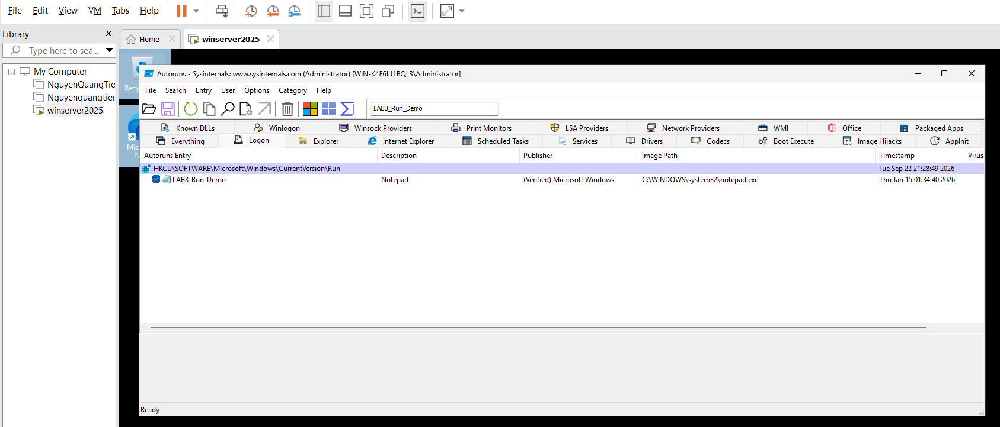 File Edit View VM Tabs Help
Library
Type here to sea...
My Computer
NguyenQuangTie
Nguyenquangtier
winserver2025
Home
winserver2025
Recy
Mic
E
Autoruns - Sysinternals: www.sysinternals.com (Administrator) [WIN-K4F6LJ1BQL3\Administrator]
File Search Entry User Options Category Help
LAB3_Run_Demo
Known DLLs Winlogon Winsock Providers Print Monitors LSA Providers Network Providers WMI Office Packaged Apps
Everything Logon Explorer Internet Explorer Scheduled Tasks Services Drivers Codecs Boot Execute Image Hijacks AppInit
Autoruns Entry Description Publisher Image Path Timestamp Virus
HKCU\SOFTWARE\Microsoft\Windows\CurrentVersion\Run Tue Sep 22 21:28:49 2026
LAB3_Run_Demo Notepad (Verified) Microsoft Windows C:\WINDOWS\system32\notepad.exe Thu Jan 15 01:34:40 2026
Ready